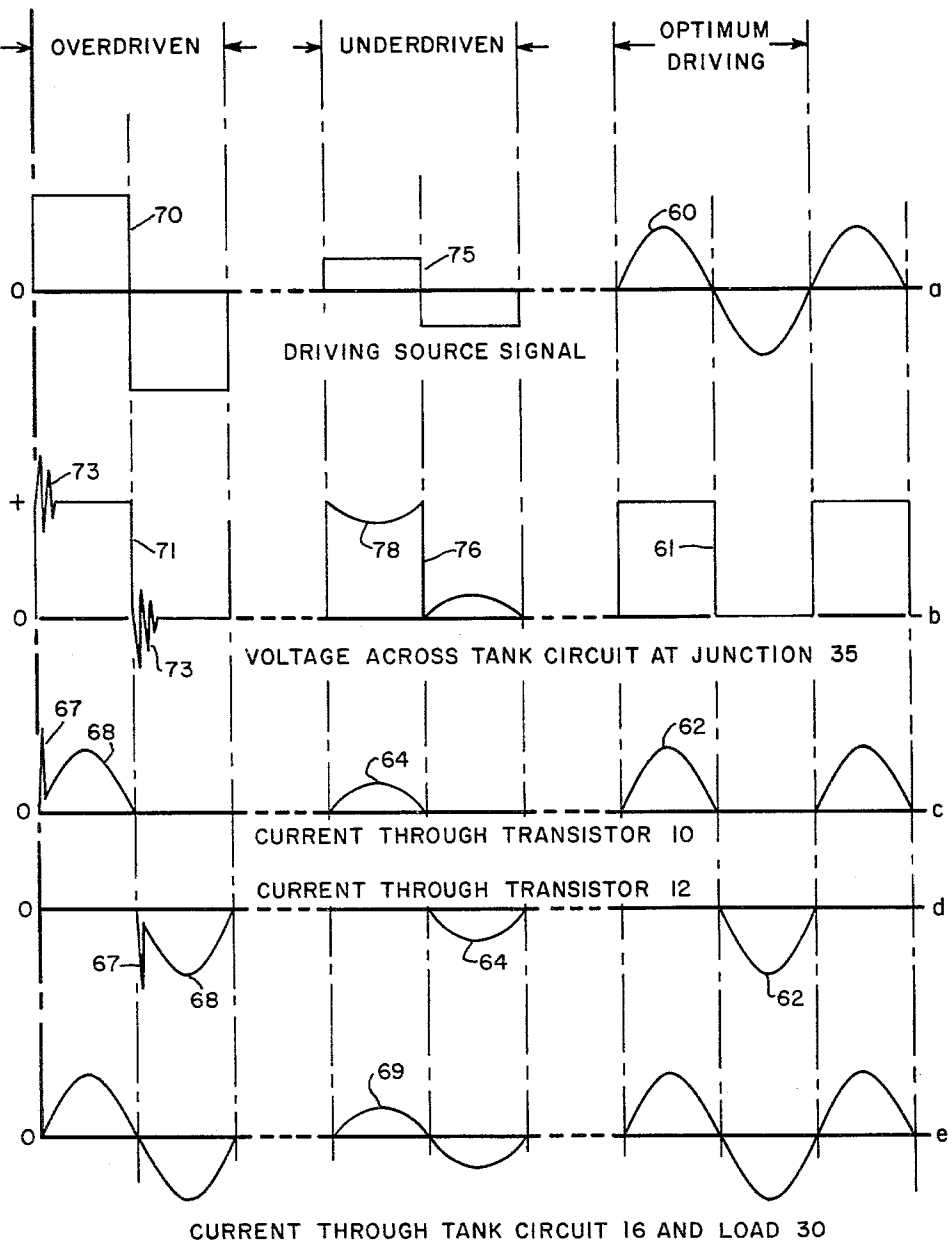 OVERDRIVEN
UNDERDRIVEN
OPTIMUM
DRIVING
70
75
60
0
a
DRIVING SOURCE SIGNAL
73
+
71
78
76
61
0
b
73
VOLTAGE ACROSS TANK CIRCUIT AT JUNCTION 35
67
68
64
62
0
c
CURRENT THROUGH TRANSISTOR 10
CURRENT THROUGH TRANSISTOR 12
0
d
67
68
64
62
69
0
e
CURRENT THROUGH TANK CIRCUIT 16 AND LOAD 30